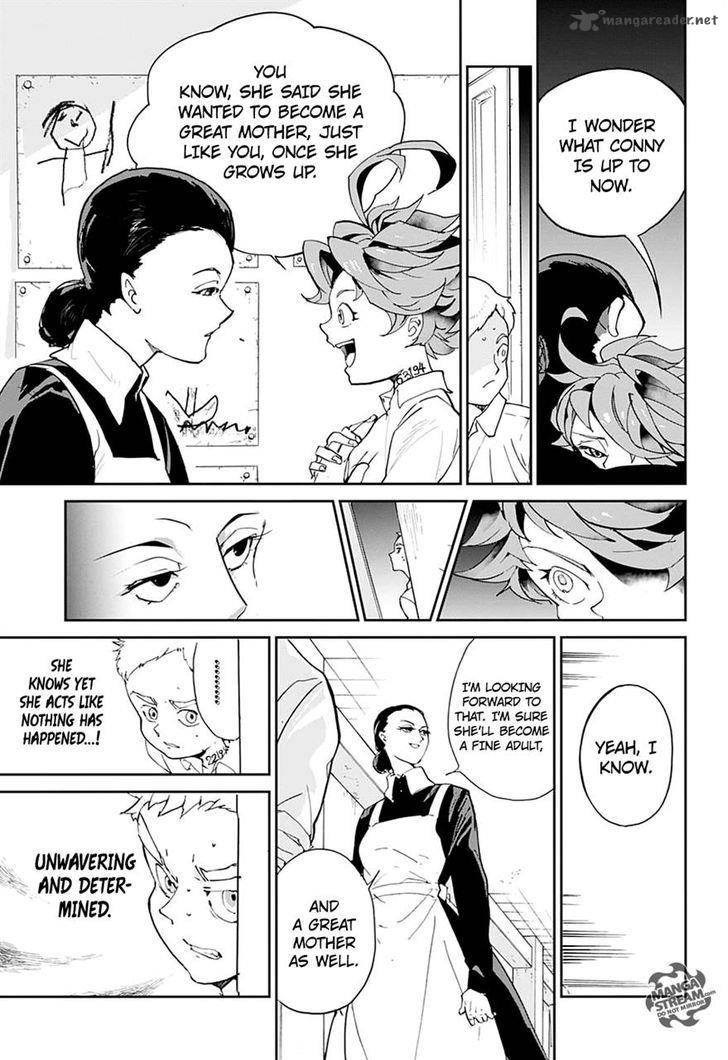 mangareader.net
I WONDER
WHAT CONNY
IS UP TO
NOW.
YOU
KNOW, SHE SAID SHE
WANTED TO BECOME A
GREAT MOTHER, JUST
LIKE YOU, ONCE SHE
GROWS UP.
63194
YEAH, I
KNOW.
I'M LOOKING
FORWARD TO
THAT. I'M SURE
SHE'LL BECOME
A FINE ADULT,
AND
A GREAT
MOTHER
AS WELL.
SHE
KNOWS YET
SHE ACTS LIKE
NOTHING HAS
HAPPENED...!
UNWAVERING
AND DETER-
MINED.
MANGA
STREAM.com
DO NOT MIRROR